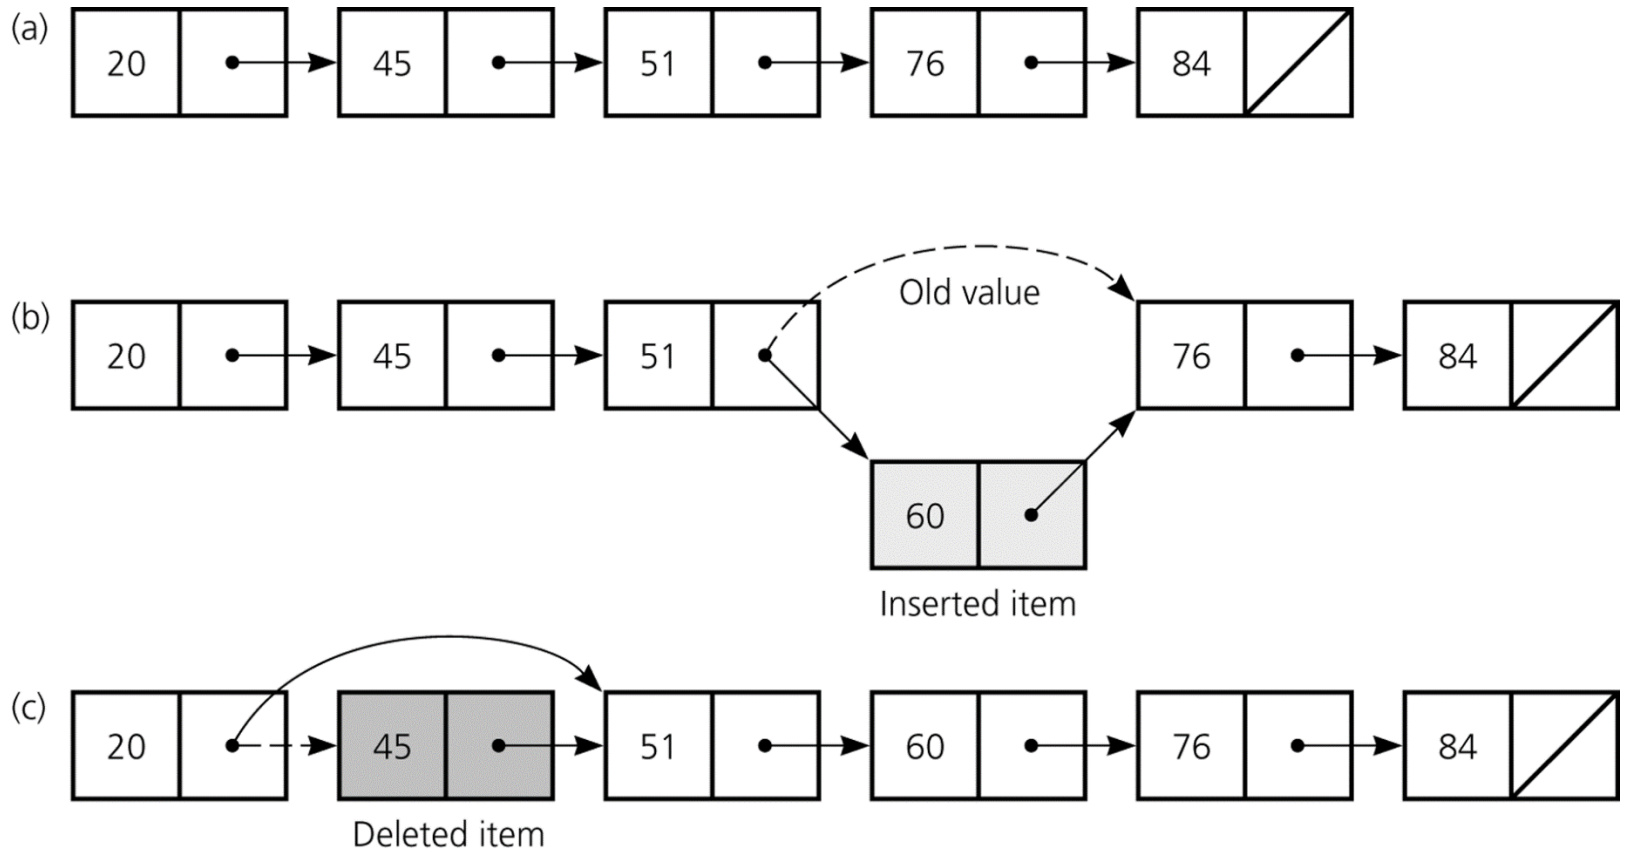 (a) 20 45 51 76 84
Old value
(b) 20 45 51 76 84
60
Inserted item
(c) 20 45 51 60 76 84
Deleted item